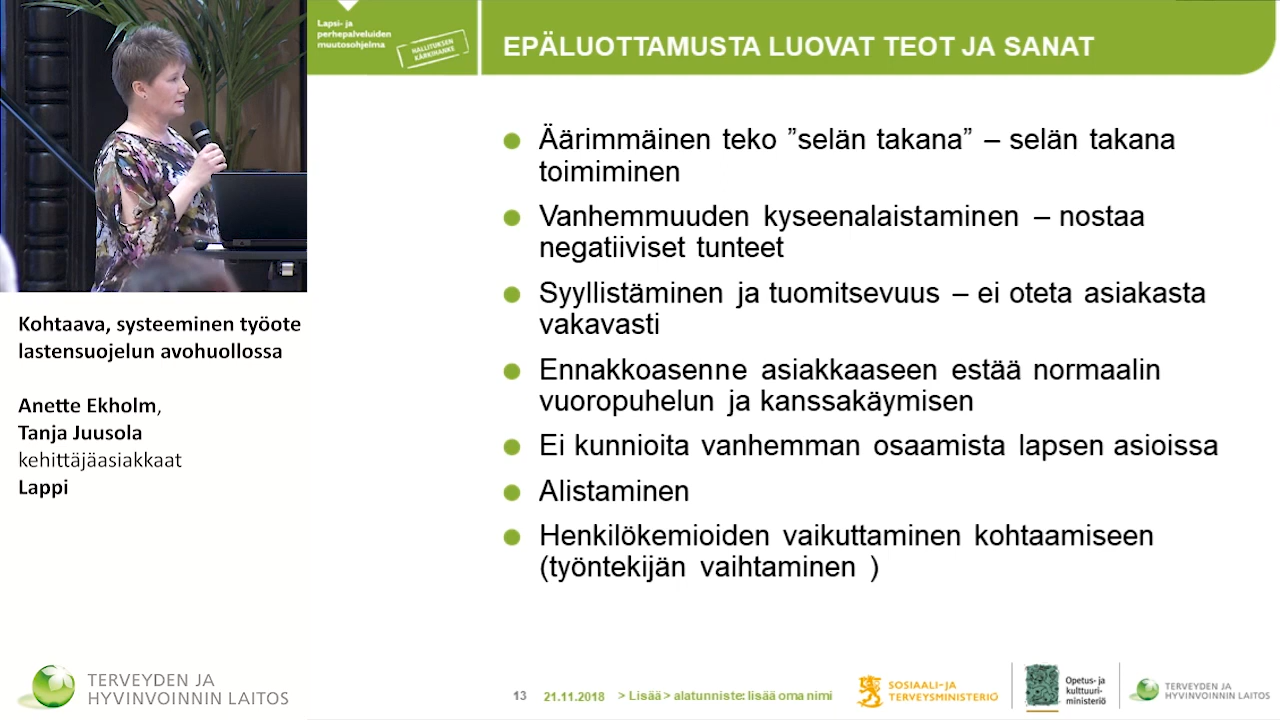 Lapsi- ja
perhepalveluiden
muutosohjelma
HALLITUKSEN
KÄRKIHANKE
EPÄLUOTTAMUSTA LUOVAT TEOT JA SANAT
Äärimmäinen teko ”selän takana” – selän takana
toimiminen
Vanhemmuuden kyseenalaistaminen – nostaa
negatiiviset tunteet
Syyllistäminen ja tuomitsevuus – ei oteta asiakasta
vakavasti
Ennakkoasenne asiakkaaseen estää normaalin
vuoropuhelun ja kanssakäymisen
Ei kunnioita vanhemman osaamista lapsen asioissa
Alistaminen
Henkilökemioiden vaikuttaminen kohtaamiseen
(työntekijän vaihtaminen )
Kohtaava, systeeminen työote
lastensuojelun avohuollossa
Anette Ekholm,
Tanja Juusola
kehittäjäasiakkaat
Lappi
TERVEYDEN JA
HYVINVOINNIN LAITOS
13 21.11.2018 > Lisää > alatunniste: lisää oma nimi
SOSIAALI- JA
TERVEYSMINISTERIÖ
Opetus- ja
kulttuuri-
ministeriö
TERVEYDEN JA
HYVINVOINNIN LAITOS